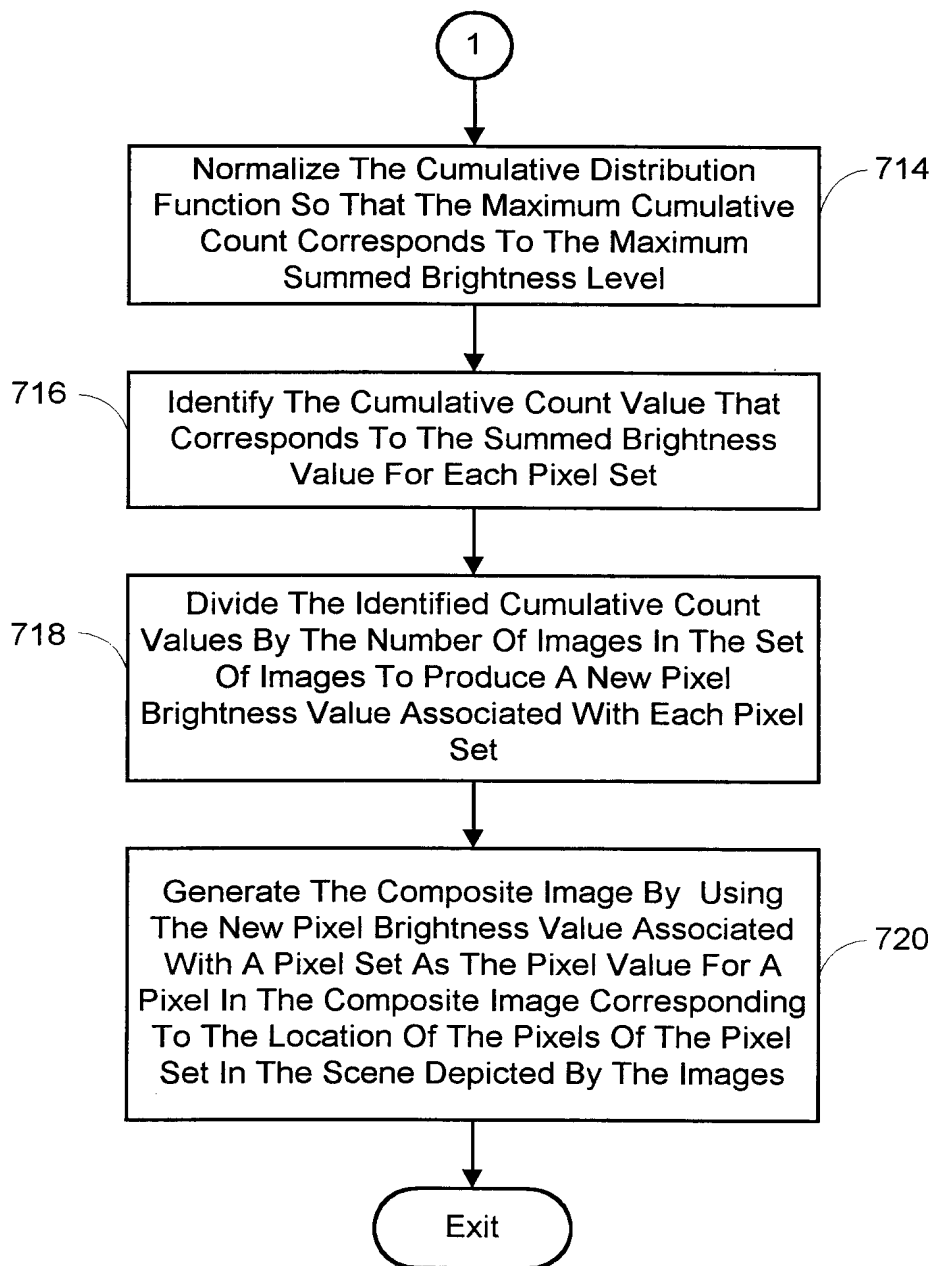 1
Normalize The Cumulative Distribution
Function So That The Maximum Cumulative
Count Corresponds To The Maximum
Summed Brightness Level
714
716
Identify The Cumulative Count Value That
Corresponds To The Summed Brightness
Value For Each Pixel Set
718
Divide The Identified Cumulative Count
Values By The Number Of Images In The Set
Of Images To Produce A New Pixel
Brightness Value Associated With Each Pixel
Set
Generate The Composite Image By Using
The New Pixel Brightness Value Associated
With A Pixel Set As The Pixel Value For A
Pixel In The Composite Image Corresponding
To The Location Of The Pixels Of The Pixel
Set In The Scene Depicted By The Images
720
Exit